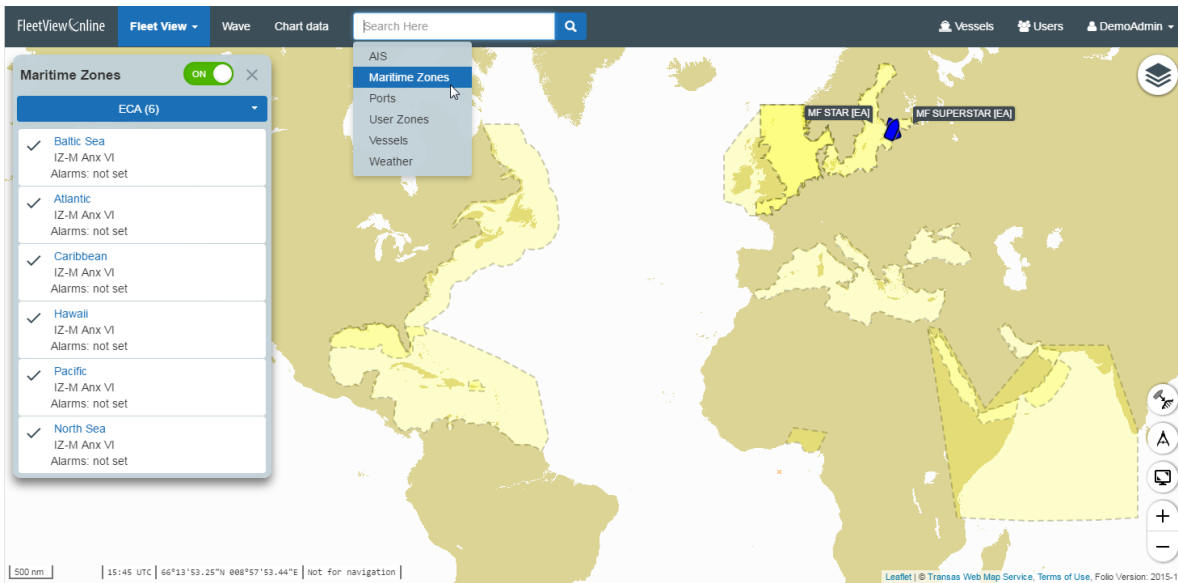 FleetViewOnline Fleet View Wave Chart data Search Here Vessels Users DemoAdmin
AIS
Maritime Zones
Ports
User Zones
Vessels
Weather
Maritime Zones ON
ECA (6)
Baltic Sea
IZ-M Anx VI
Alarms: not set
Atlantic
IZ-M Anx VI
Alarms: not set
Caribbean
IZ-M Anx VI
Alarms: not set
Hawaii
IZ-M Anx VI
Alarms: not set
Pacific
IZ-M Anx VI
Alarms: not set
North Sea
IZ-M Anx VI
Alarms: not set
MF STAR [EA] MF SUPERSTAR [EA]
500 nm 15:45 UTC 66°13'53.25"N 008°57'53.44"E Not for navigation
Leaflet | © Transas Web Map Service, Terms of Use, Folio Version: 2015-1